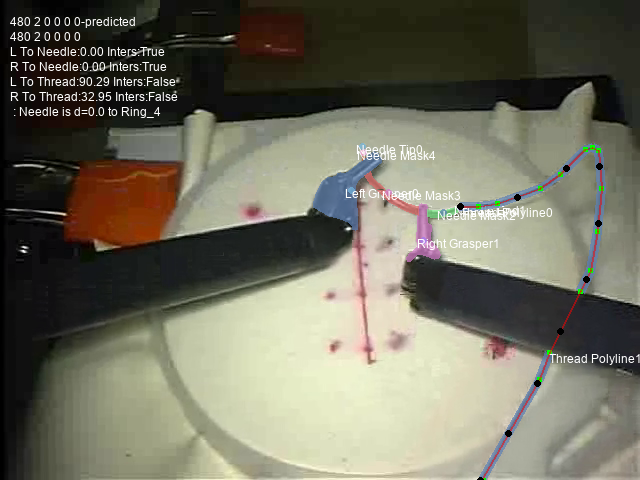 480 2 0 0 0 0-predicted
480 2 0 0 0 0
L To Needle:0.00 Inters:True
R To Needle:0.00 Inters:True
L To Thread:90.29 Inters:False
R To Thread:32.95 Inters:False
: Needle is d=0.0 to Ring_4
Needle Tip0
Needle Mask4
Needle Mask3
Needle Mask2
Right Grasper1
Thread Polyline1